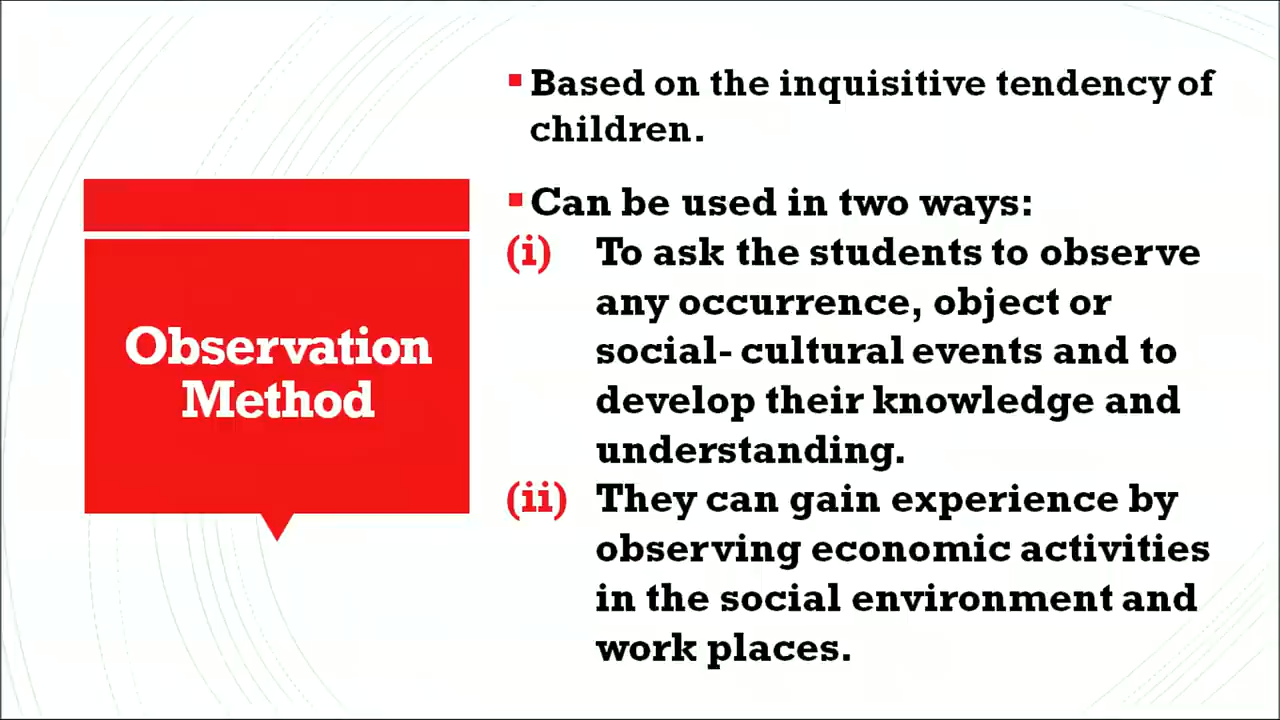 Observation
Method
▪ Based on the inquisitive tendency of
children.
▪ Can be used in two ways:
(i) To ask the students to observe
any occurrence, object or
social- cultural events and to
develop their knowledge and
understanding.
(ii) They can gain experience by
observing economic activities
in the social environment and
work places.